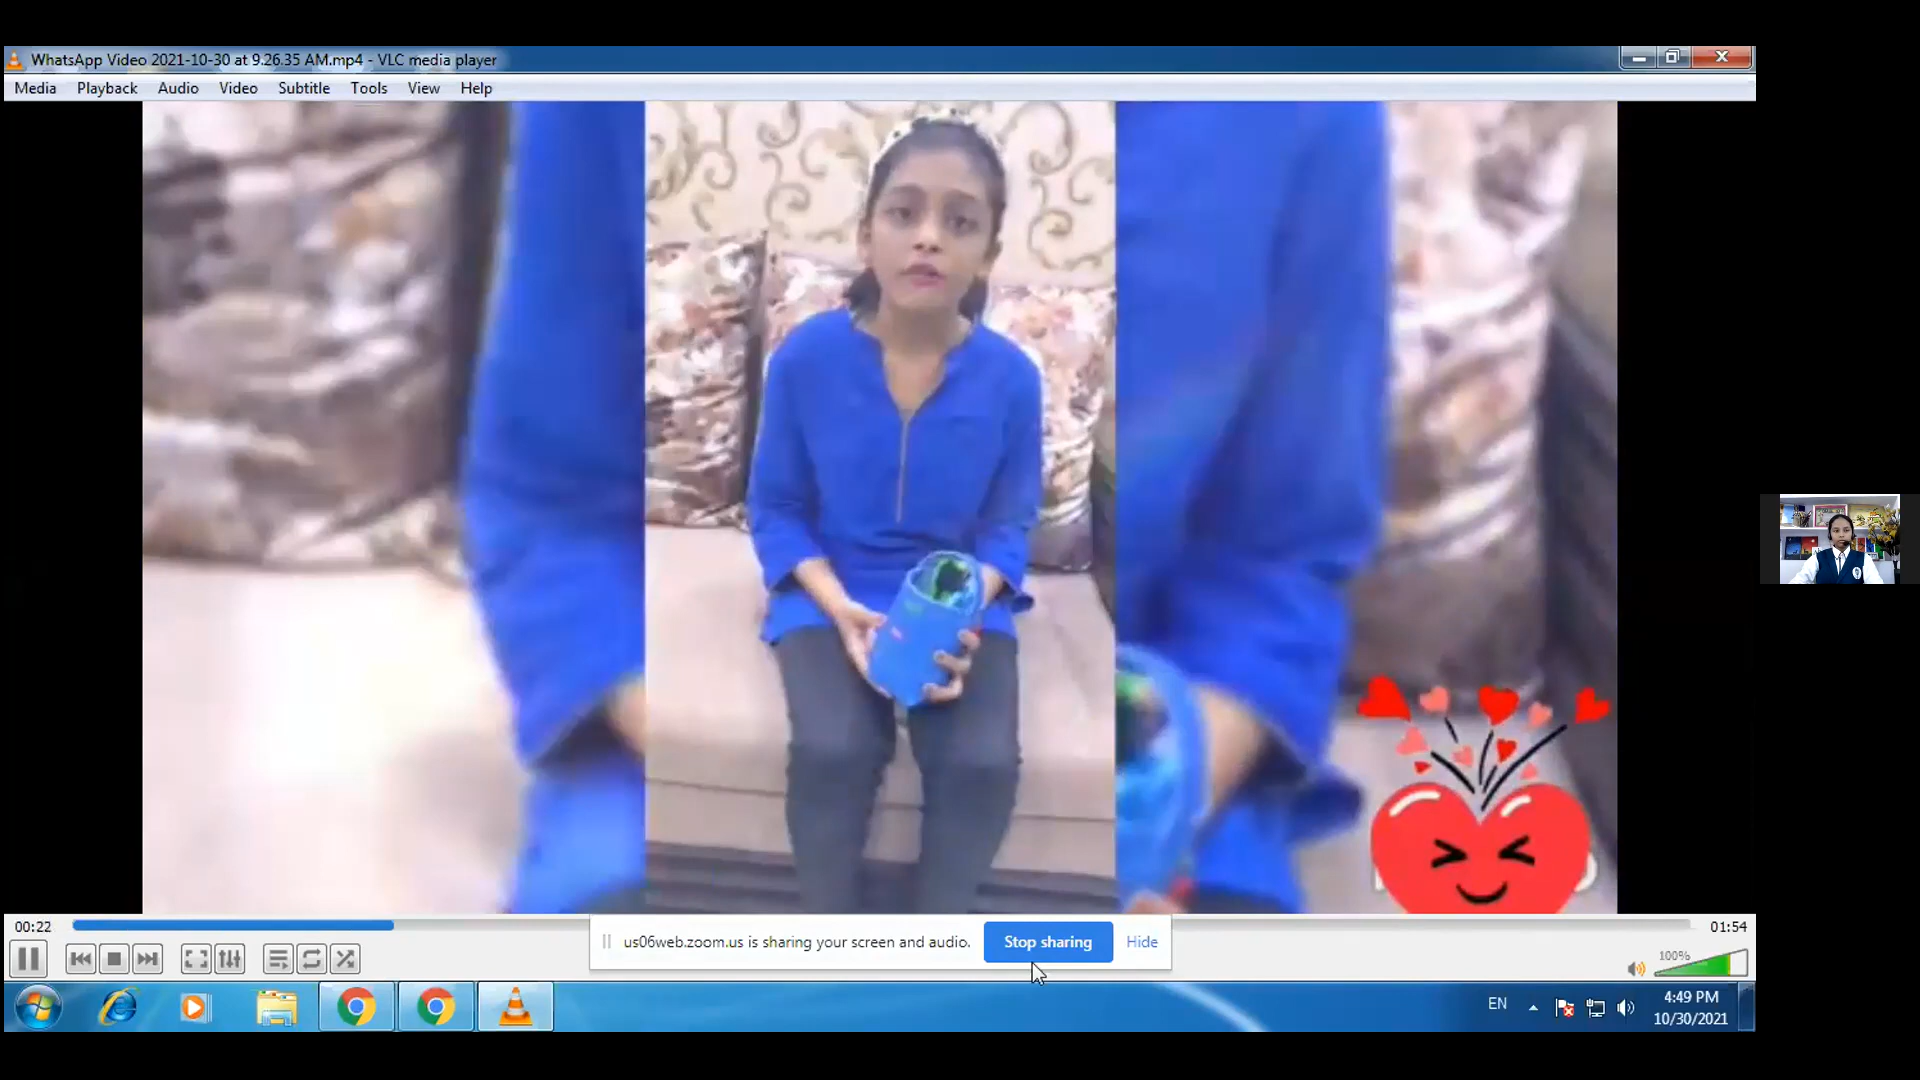 WhatsApp Video 2021-10-30 at 9.26.35 AM.mp4 - VLC media player
Media Playback Audio Video Subtitle Tools View Help
00:22
01:54
us06web.zoom.us is sharing your screen and audio.
Stop sharing
Hide
100%
EN
4:49 PM
10/30/2021